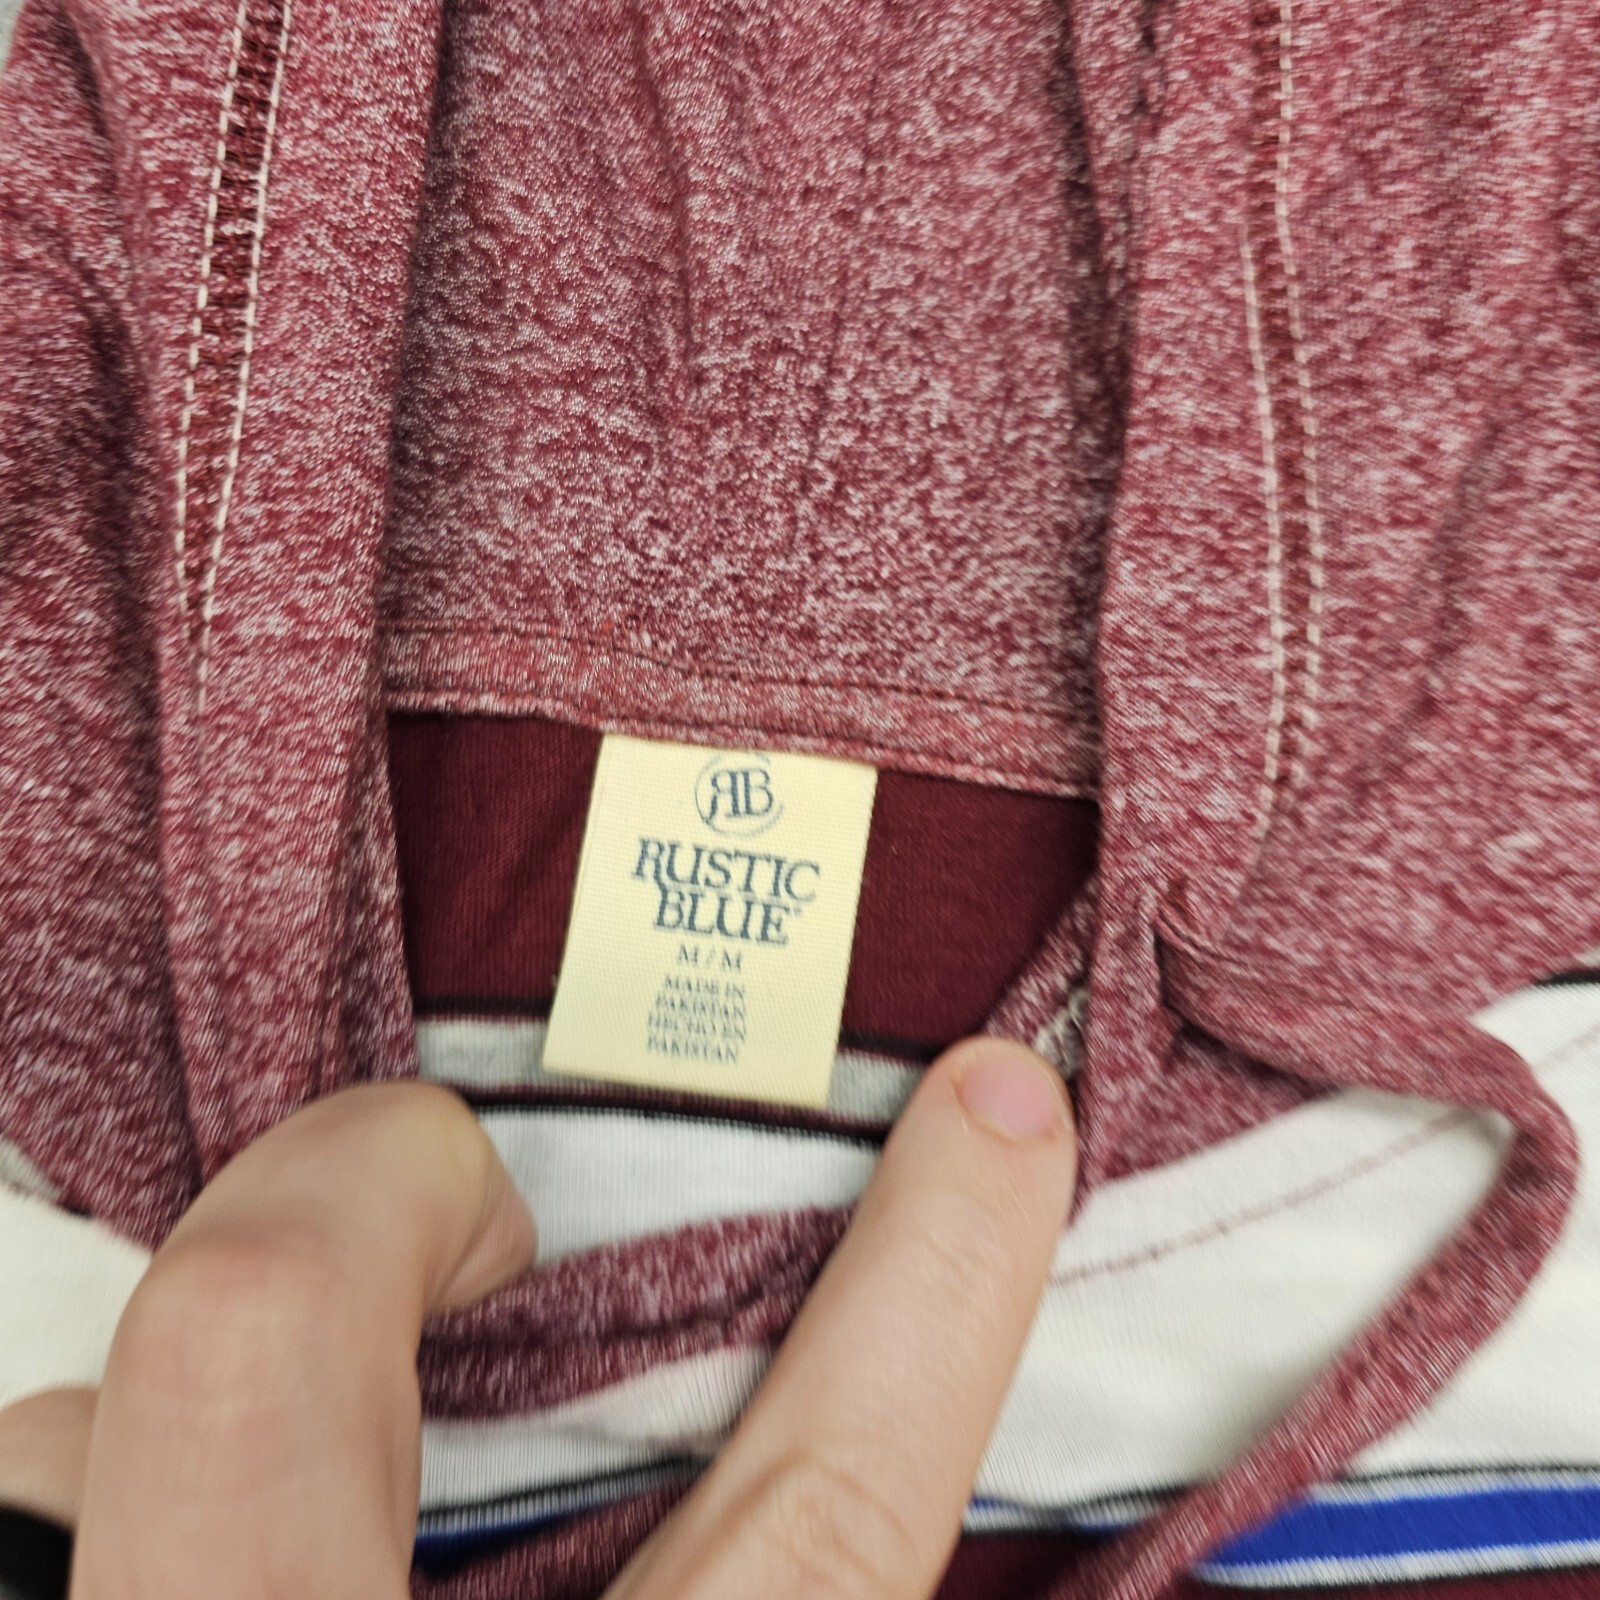 RB
RUSTIC
BLUE
M / M
MADE IN
PAKISTAN
HECHO EN
PAKISTAN